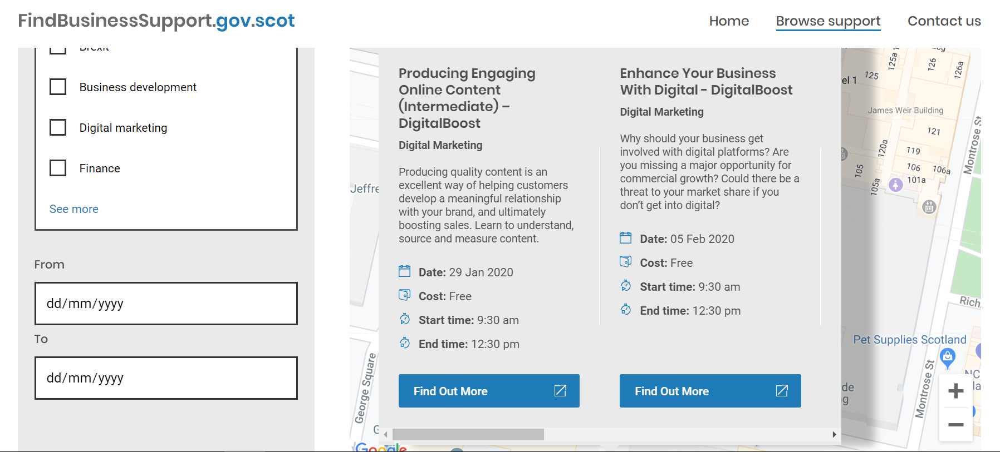 FindBusinessSupport.gov.scot
Home
Browse support
Contact us
Brexit
Business development
Digital marketing
Finance
See more
From
dd/mm/yyyy
To
dd/mm/yyyy
Producing Engaging
Online Content
(Intermediate) –
DigitalBoost
Digital Marketing
Producing quality content is an
excellent way of helping customers
develop a meaningful relationship
with your brand, and ultimately
boosting sales. Learn to understand,
source and measure content.
Date: 29 Jan 2020
Cost: Free
Start time: 9:30 am
End time: 12:30 pm
Find Out More
Enhance Your Business
With Digital - DigitalBoost
Digital Marketing
Why should your business get
involved with digital platforms? Are
you missing a major opportunity for
commercial growth? Could there be a
threat to your market share if you
don’t get into digital?
Date: 05 Feb 2020
Cost: Free
Start time: 9:30 am
End time: 12:30 pm
Find Out More
Jeffre
George Square
Google
el 1
125
125a
126
126a
James Weir Building
121
120a
119
106
106a
105
101a
105a
Montrose St
Rich
Pet Supplies Scotland
Montrose St
NC
la
de
g